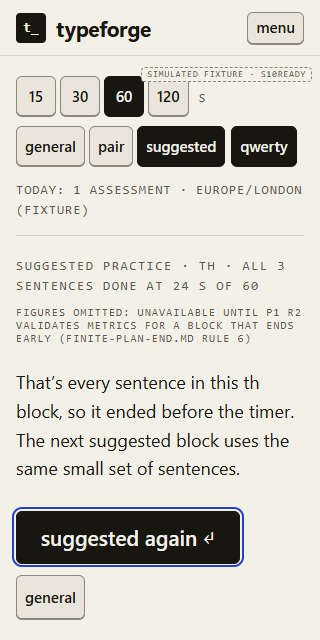 t_ typeforge menu
SIMULATED FIXTURE · S10READY
15 30 60 120 s
general pair suggested qwerty
TODAY: 1 ASSESSMENT · EUROPE/LONDON
(FIXTURE)
SUGGESTED PRACTICE · TH · ALL 3
SENTENCES DONE AT 24 S OF 60
FIGURES OMITTED: UNAVAILABLE UNTIL P1 R2
VALIDATES METRICS FOR A BLOCK THAT ENDS
EARLY (FINITE-PLAN-END.MD RULE 6)
That's every sentence in this th
block, so it ended before the timer.
The next suggested block uses the
same small set of sentences.
suggested again ↵
general